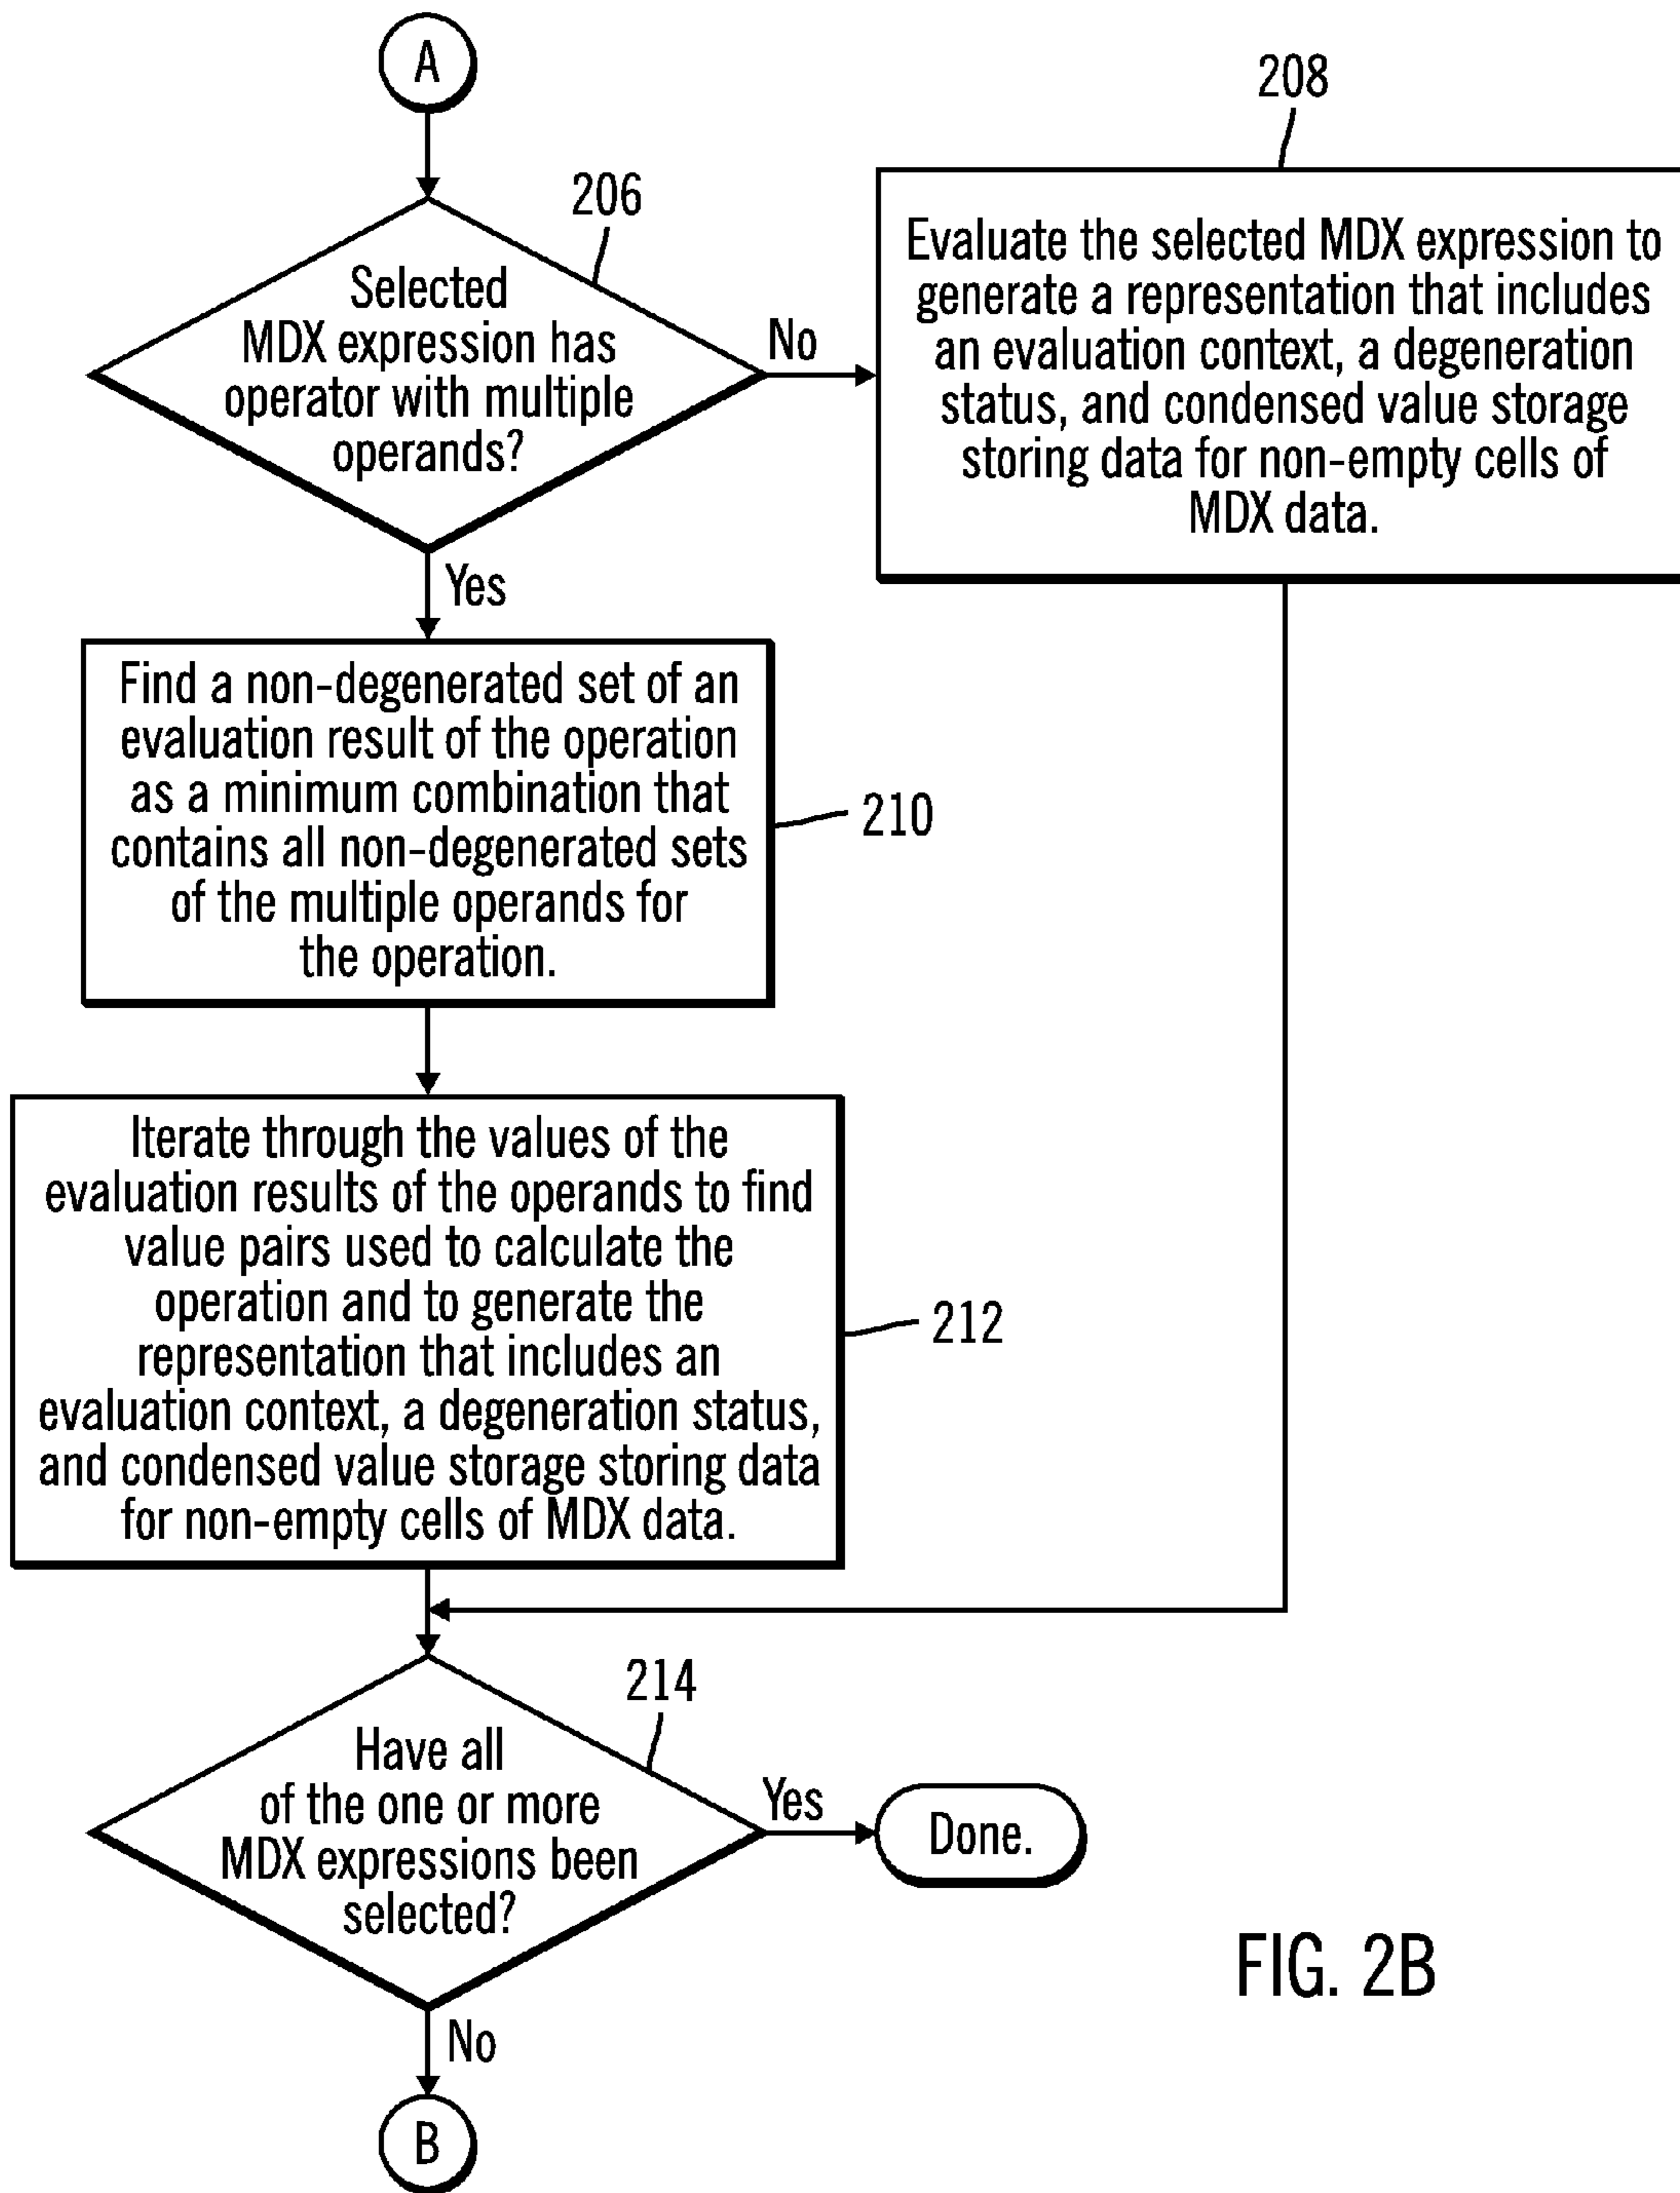 A
206
Selected
MDX expression has
operator with multiple
operands?
No
208
Evaluate the selected MDX expression to
generate a representation that includes
an evaluation context, a degeneration
status, and condensed value storage
storing data for non-empty cells of
MDX data.
Yes
Find a non-degenerated set of an
evaluation result of the operation
as a minimum combination that
contains all non-degenerated sets
of the multiple operands for
the operation.
210
Iterate through the values of the
evaluation results of the operands to find
value pairs used to calculate the
operation and to generate the
representation that includes an
evaluation context, a degeneration status,
and condensed value storage storing data
for non-empty cells of MDX data.
212
214
Have all
of the one or more
MDX expressions been
selected?
Yes
Done.
No
B
FIG. 2B